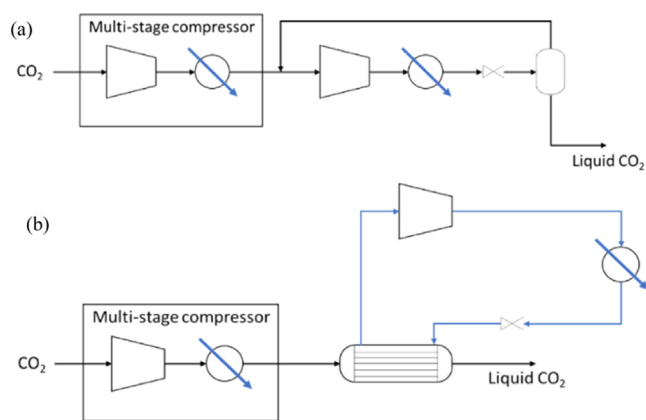 (a)
Multi-stage compressor
CO₂
Liquid CO₂
(b)
Multi-stage compressor
CO₂
Liquid CO₂